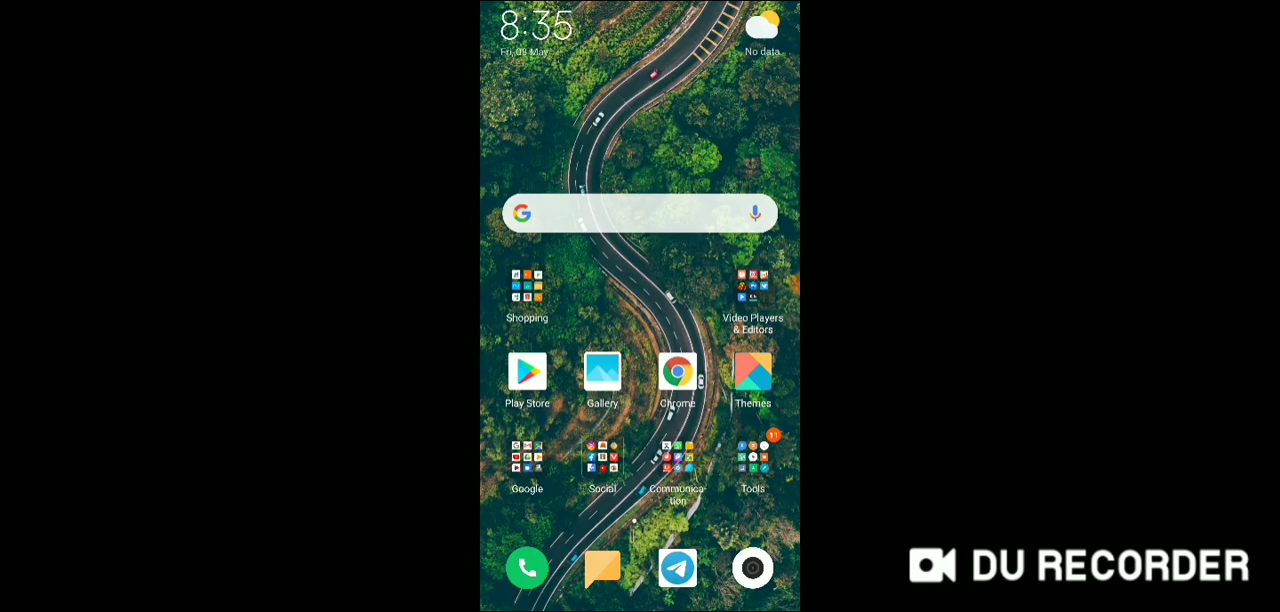 8:35
Fri, 03 May
No data
Shopping
Video Players
& Editors
Play Store
Gallery
Chrome
Themes
11
Google
Social
Communica-
tion
Tools
DU RECORDER